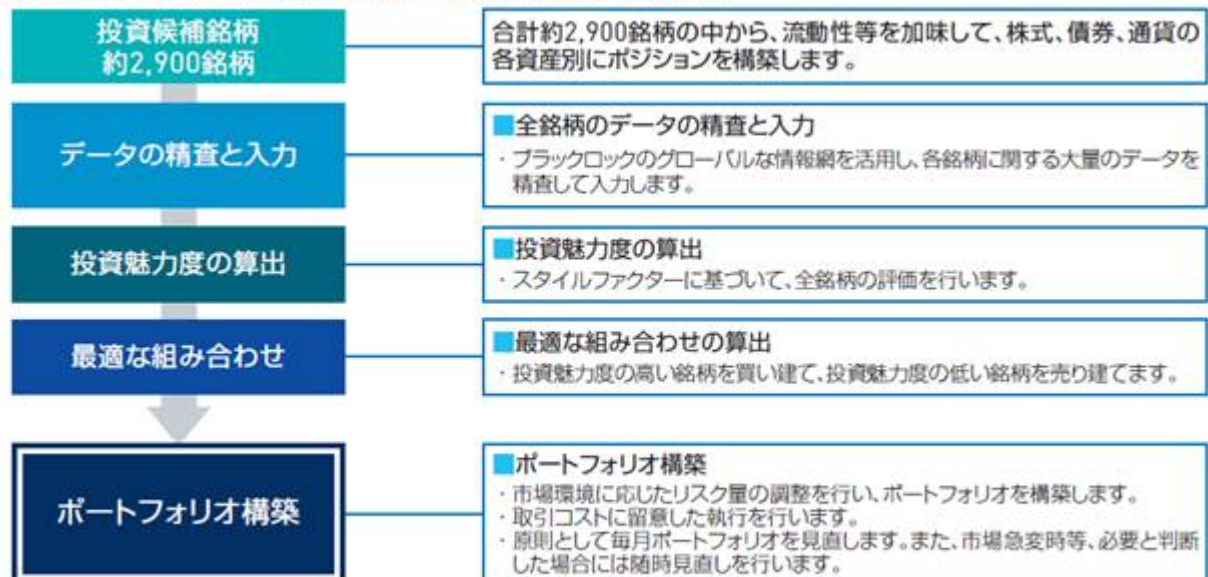 投資候補銘柄
約2,900銘柄
合計約2,900銘柄の中から、流動性等を加味して、株式、債券、通貨の
各資産別にポジションを構築します。
データの精査と入力
■全銘柄のデータの精査と入力
・ブラックロックのグローバルな情報網を活用し、各銘柄に関する大量のデータを
精査して入力します。
投資魅力度の算出
■投資魅力度の算出
・スタイルファクターに基づいて、全銘柄の評価を行います。
最適な組み合わせ
■最適な組み合わせの算出
・投資魅力度の高い銘柄を買い建て、投資魅力度の低い銘柄を売り建てます。
ポートフォリオ構築
■ポートフォリオ構築
・市場環境に応じたリスク量の調整を行い、ポートフォリオを構築します。
・取引コストに留意した執行を行います。
・原則として毎月ポートフォリオを見直します。また、市場急変時等、必要と判断
した場合には随時見直しを行います。